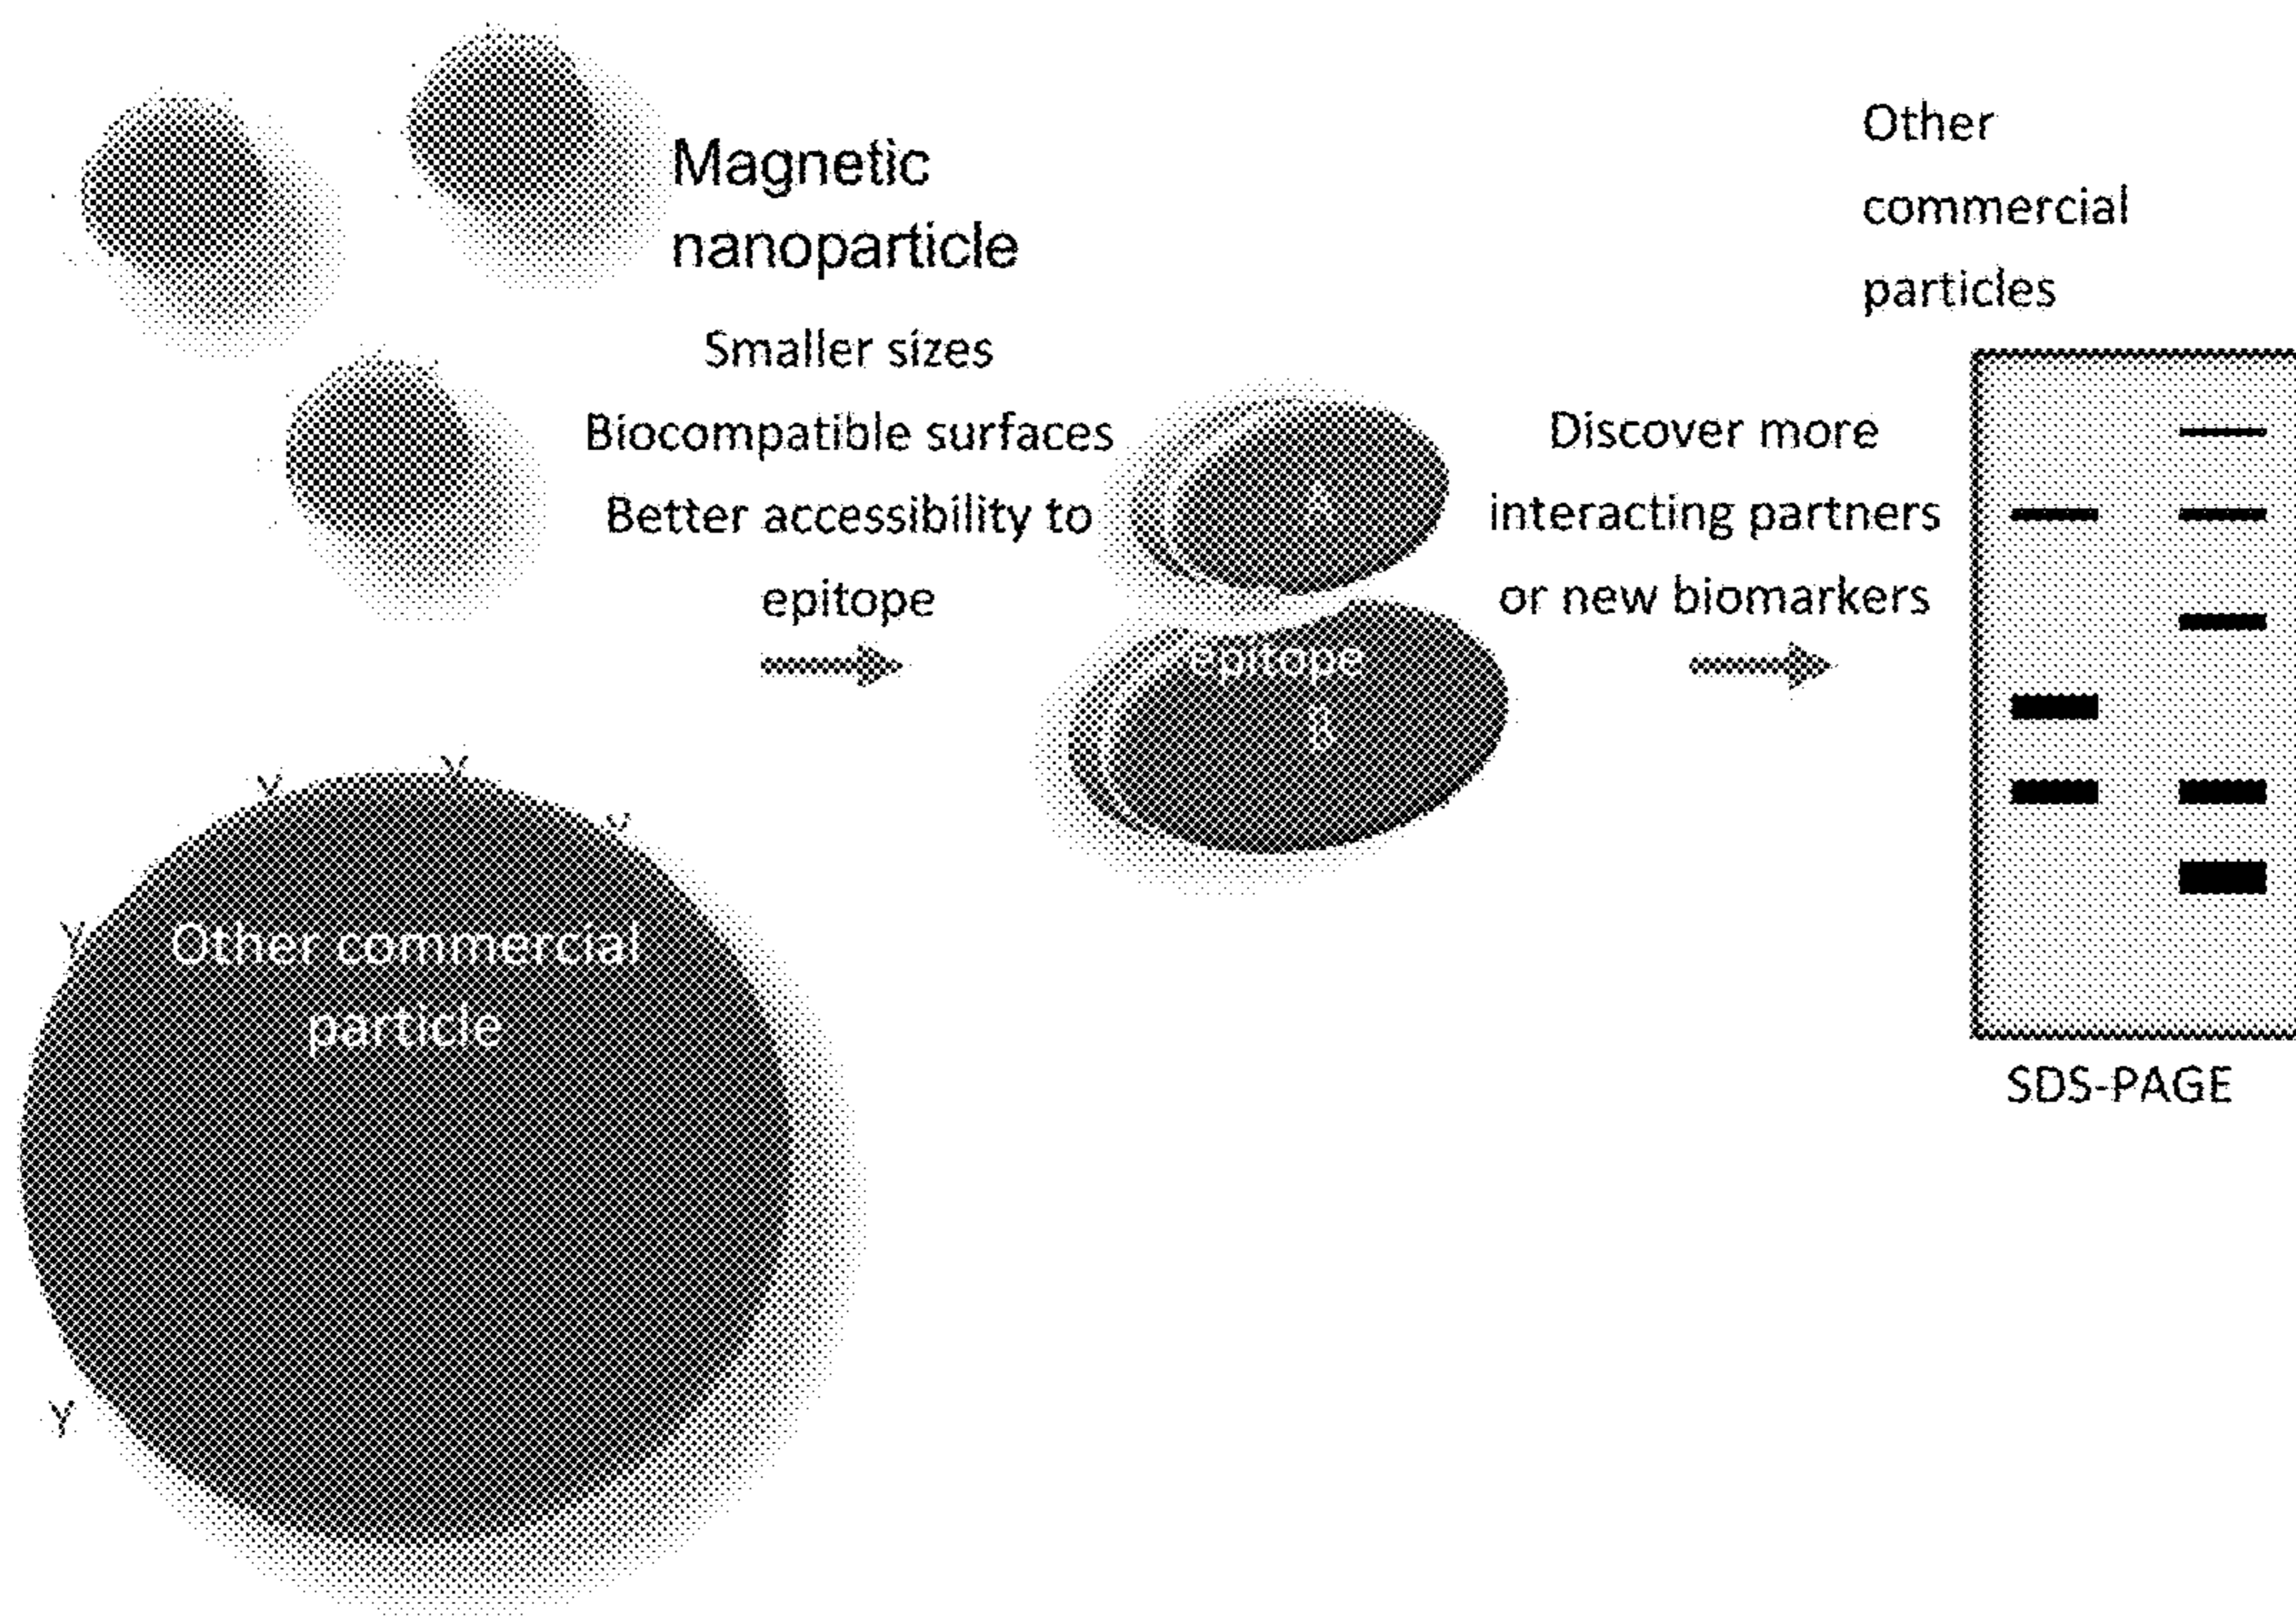 Magnetic
nanoparticle
Smaller sizes
Biocompatible surfaces
Better accessibility to
epitope
A
epitope
B
Discover more
interacting partners
or new biomarkers
Other
commercial
particles
SDS-PAGE
Other commercial
particle